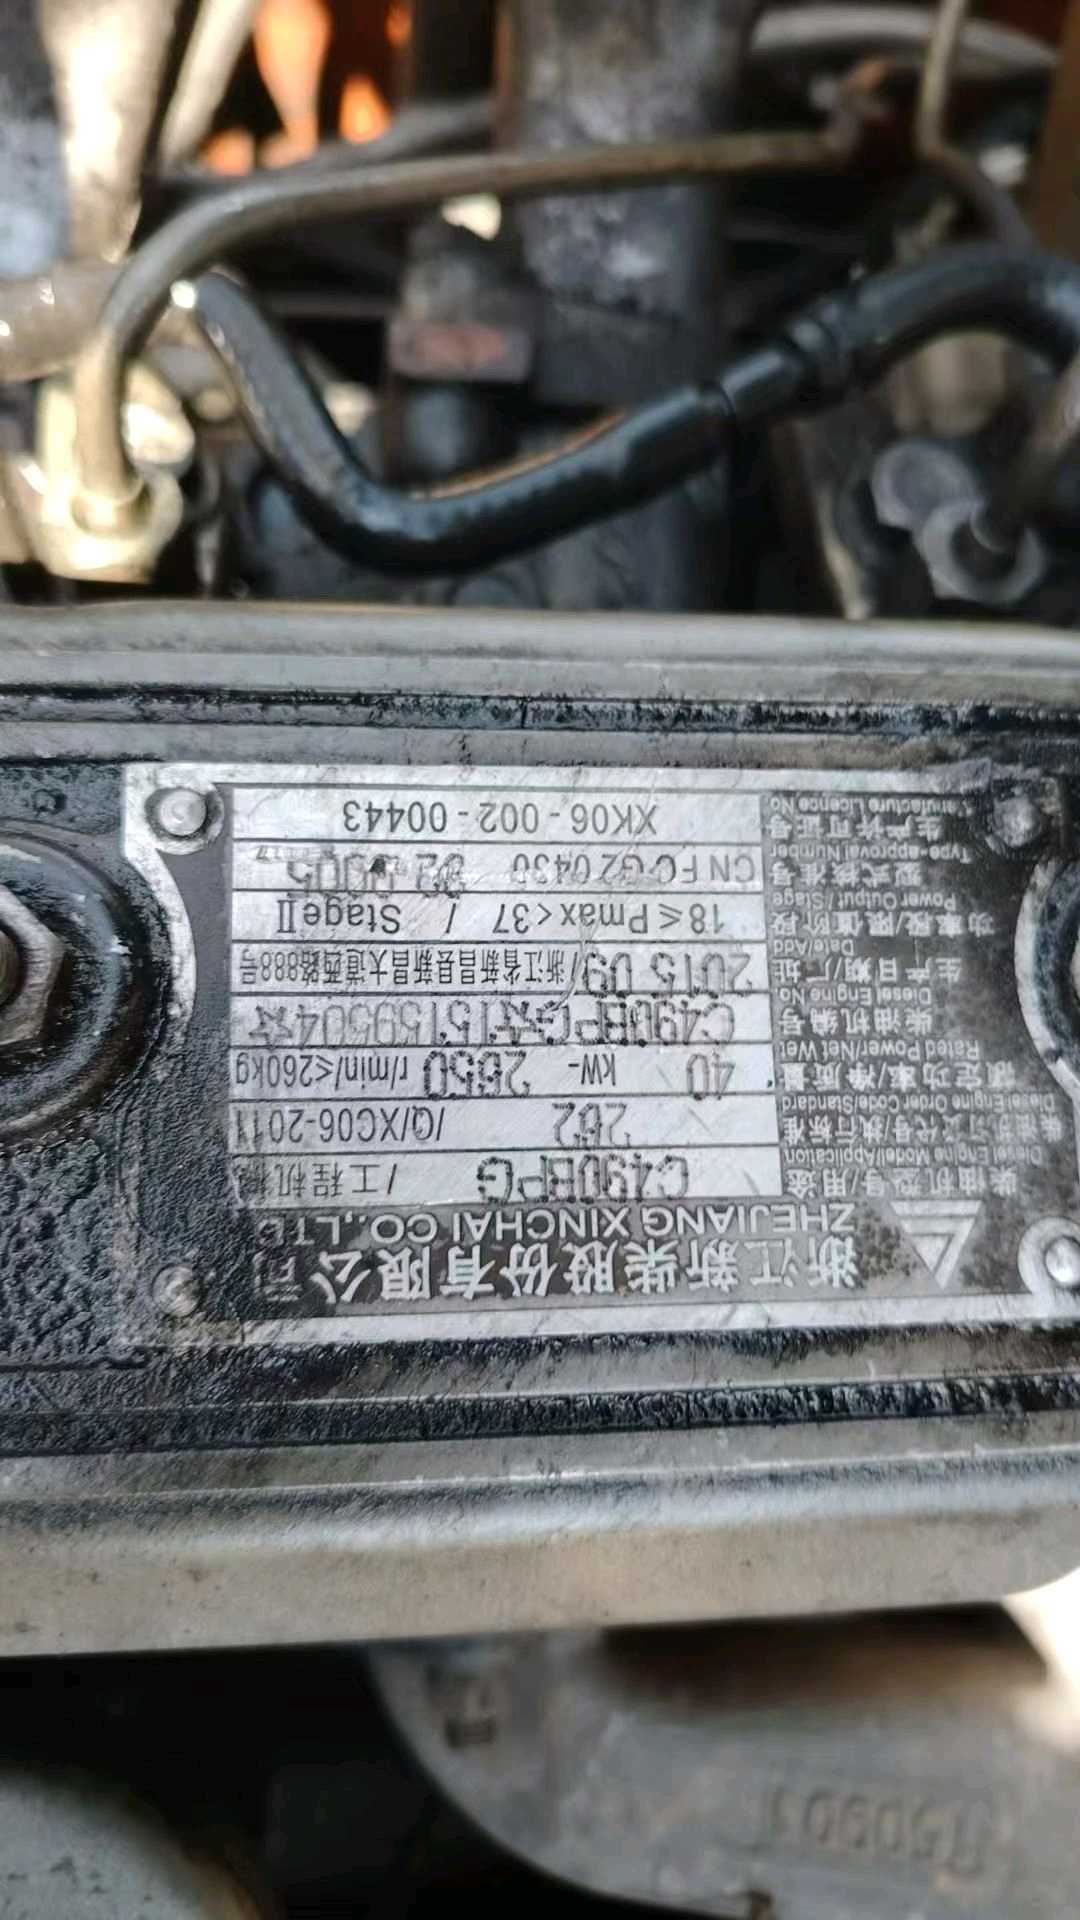 浙江新柴股份有限公司
ZHEJIANG XINCHAI CO.,LTD
柴油机型号/用途 C490BPG /工程机械
Diesel Engine Model/Application
柴油机订文代号/执行标准 262 /Q/XC06-2011
Diesel Engine Order Code/Standard
额定功率/净质量 40 kW- 2650 r/min/≤260kg
Rated Power/Net Wet
柴油机编号 C490BPG☆15159504☆
Diesel Engine No
生产日期/厂址 2015 09/浙江省新昌县新昌大道西路888号
Date/Add
功率段/限值阶段 18≤Pmax<37 / StageⅡ
Power Output/Stage
型式核准号 CN FC G2 0430
Type-approval Number
生产许可证号 XK06-002-00443
Manufacture Licence No